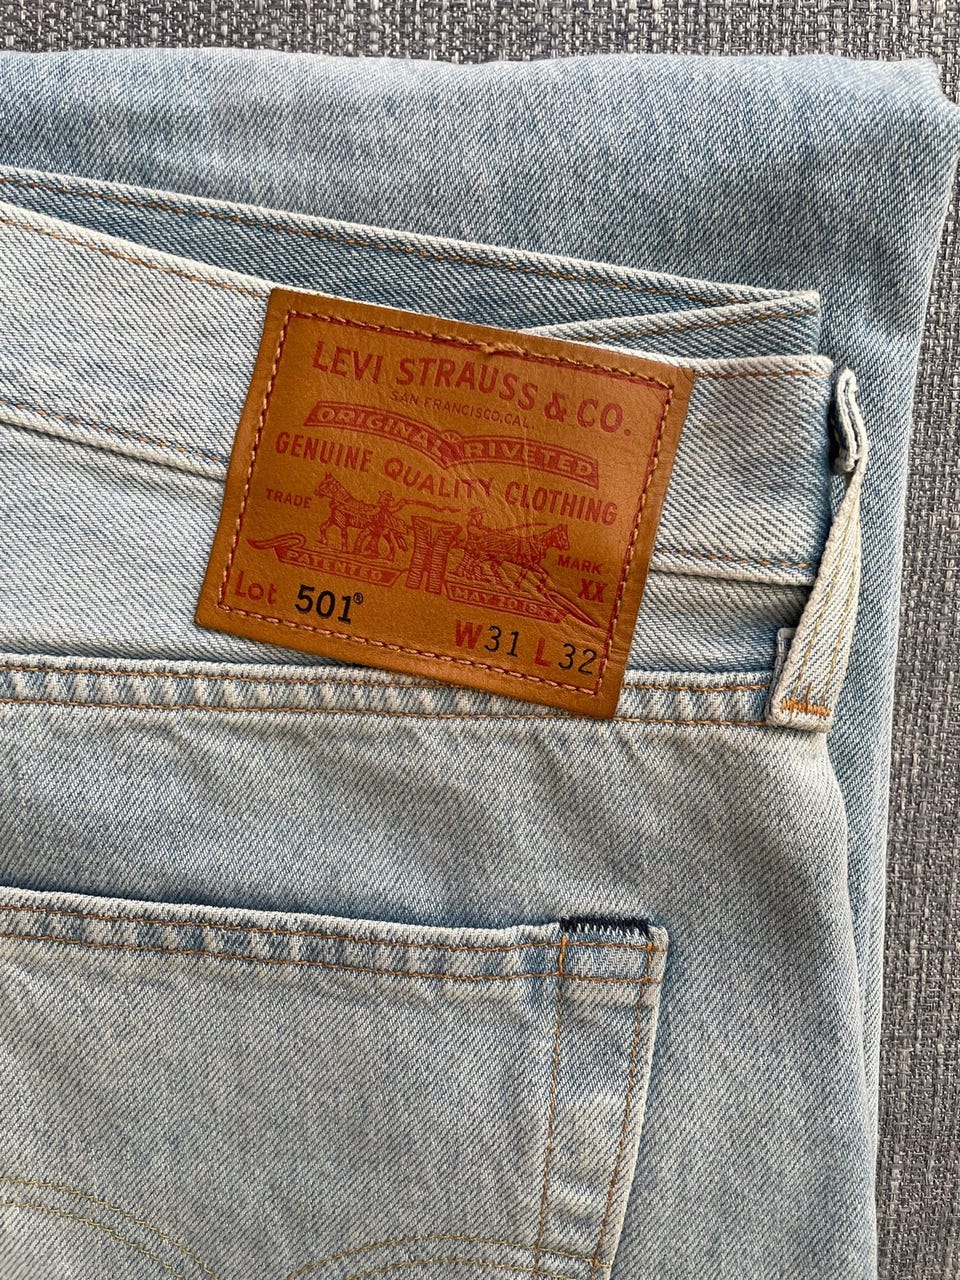 LEVI STRAUSS & CO.
SAN FRANCISCO, CAL.
ORIGINAL RIVETED
GENUINE QUALITY CLOTHING
TRADE MARK
PATENTED XX
MAY 20 1873
Lot 501®
W31 L32